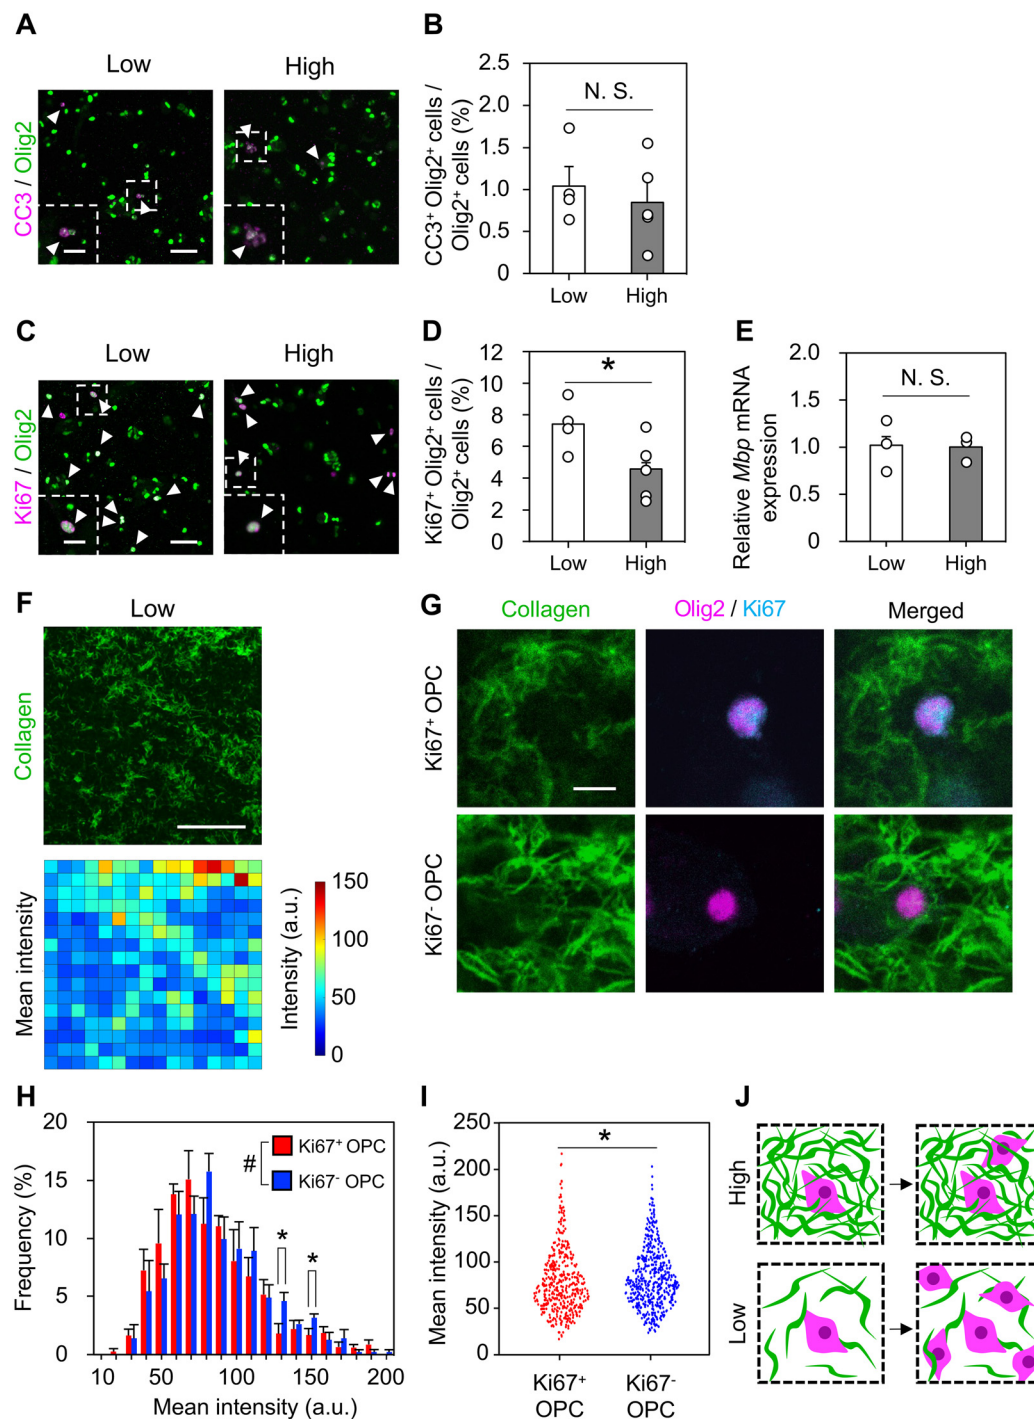 A
Low
High
CC3 / Olig2
B
CC3+ Olig2+ cells /
Olig2+ cells (%)
2.5
2.0
1.5
1.0
0.5
0
N. S.
Low
High
C
Low
High
Ki67 / Olig2
D
Ki67+ Olig2+ cells /
Olig2+ cells (%)
12
10
8
6
4
2
0
*
Low
High
E
Relative Mbp mRNA
expression
2.0
1.5
1.0
0.5
0
N. S.
Low
High
F
Low
Collagen
Mean intensity
Intensity (a.u.)
150
100
50
0
G
Collagen
Olig2 / Ki67
Merged
Ki67+ OPC
Ki67- OPC
H
Frequency (%)
20
15
10
5
0
# Ki67+ OPC
Ki67- OPC
*
*
10
50
100
150
200
Mean intensity (a.u.)
I
Mean intensity (a.u.)
250
200
150
100
50
0
*
Ki67+
OPC
Ki67-
OPC
J
High
Low